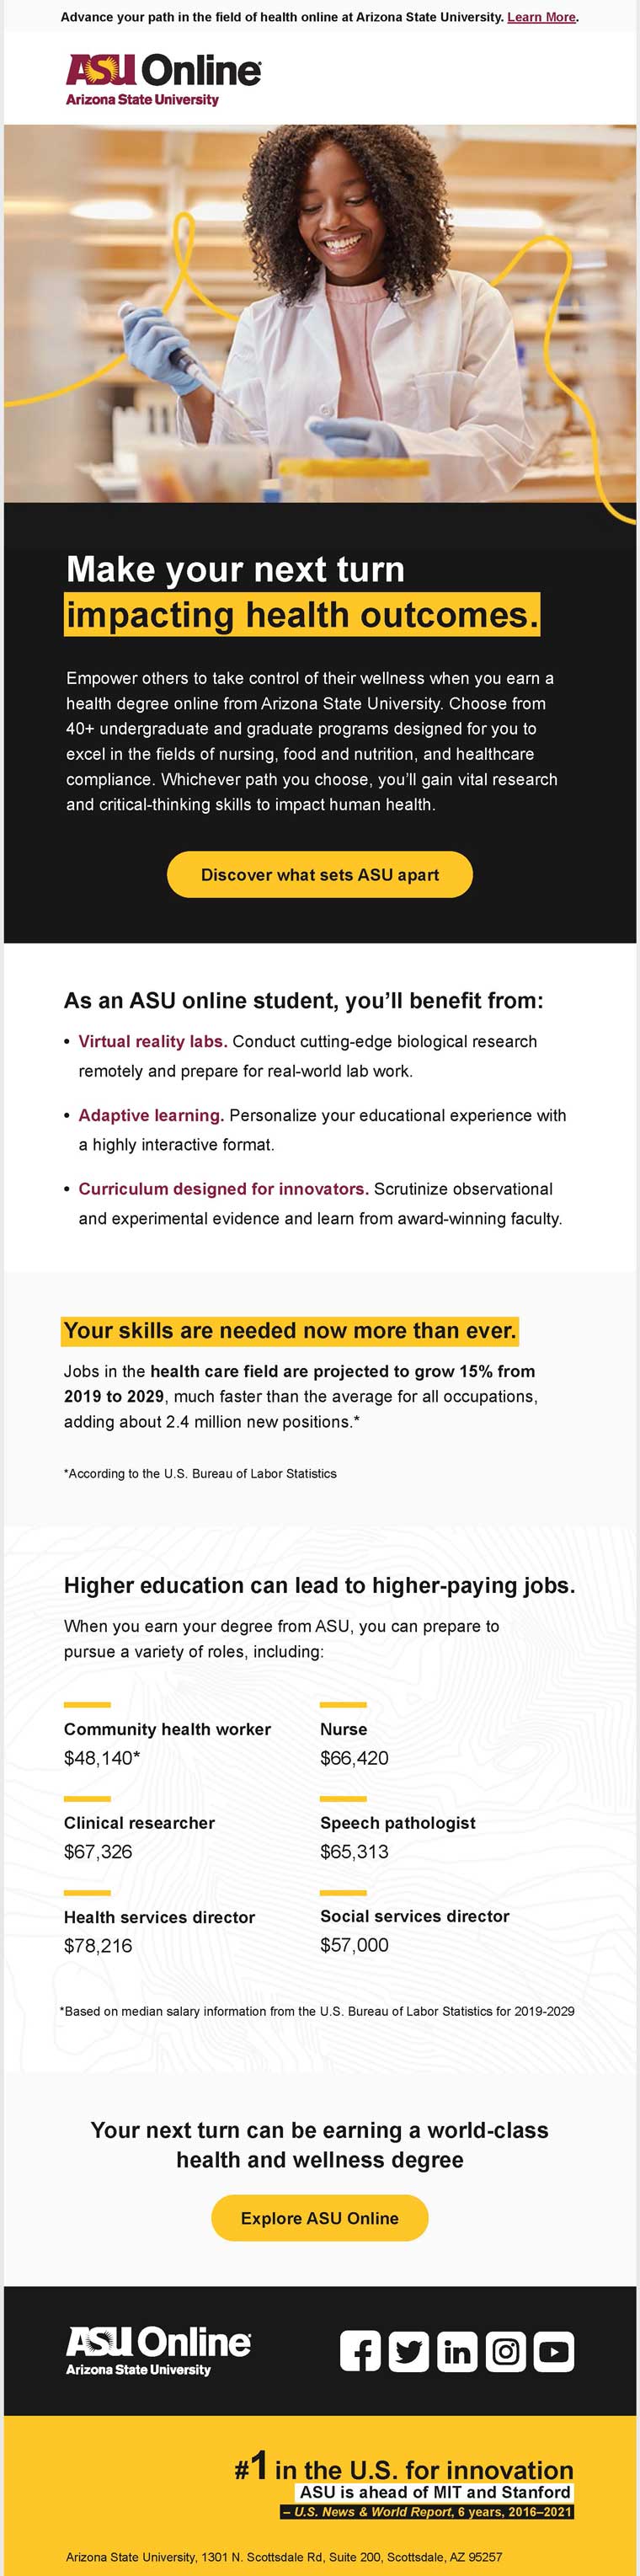 Advance your path in the field of health online at Arizona State University. Learn More.
ASU Online
Arizona State University
Make your next turn
impacting health outcomes.
Empower others to take control of their wellness when you earn a
health degree online from Arizona State University. Choose from
40+ undergraduate and graduate programs designed for you to
excel in the fields of nursing, food and nutrition, and healthcare
compliance. Whichever path you choose, you'll gain vital research
and critical-thinking skills to impact human health.
Discover what sets ASU apart
As an ASU online student, you'll benefit from:
• Virtual reality labs. Conduct cutting-edge biological research
remotely and prepare for real-world lab work.
• Adaptive learning. Personalize your educational experience with
a highly interactive format.
• Curriculum designed for innovators. Scrutinize observational
and experimental evidence and learn from award-winning faculty.
Your skills are needed now more than ever.
Jobs in the health care field are projected to grow 15% from
2019 to 2029, much faster than the average for all occupations,
adding about 2.4 million new positions.*
*According to the U.S. Bureau of Labor Statistics
Higher education can lead to higher-paying jobs.
When you earn your degree from ASU, you can prepare to
pursue a variety of roles, including:
Community health worker
$48,140*
Nurse
$66,420
Clinical researcher
$67,326
Speech pathologist
$65,313
Health services director
$78,216
Social services director
$57,000
*Based on median salary information from the U.S. Bureau of Labor Statistics for 2019-2029
Your next turn can be earning a world-class
health and wellness degree
Explore ASU Online
ASU Online
Arizona State University
#1 in the U.S. for innovation
ASU is ahead of MIT and Stanford
– U.S. News & World Report, 6 years, 2016–2021
Arizona State University, 1301 N. Scottsdale Rd, Suite 200, Scottsdale, AZ 95257